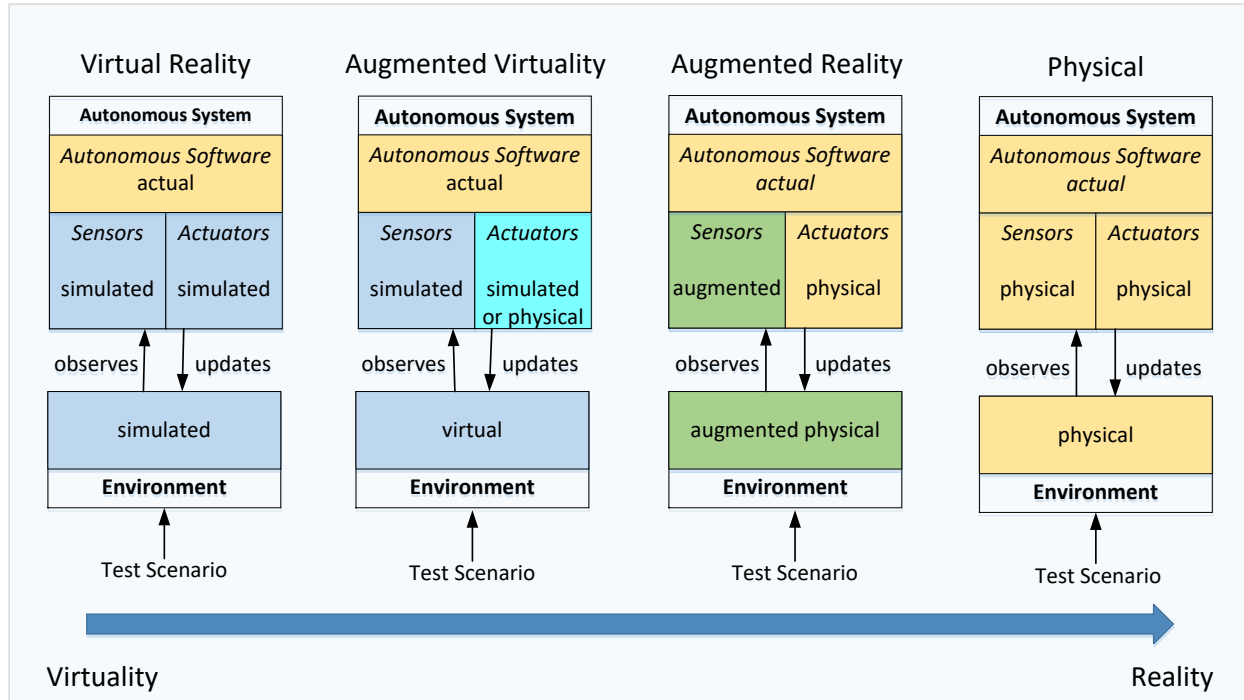 Virtual Reality
Autonomous System
Autonomous Software
actual
Sensors
simulated
Actuators
simulated
observes
updates
simulated
Environment
Test Scenario
Augmented Virtuality
Autonomous System
Autonomous Software
actual
Sensors
simulated
Actuators
simulated
or physical
observes
updates
virtual
Environment
Test Scenario
Augmented Reality
Autonomous System
Autonomous Software
actual
Sensors
augmented
Actuators
physical
observes
updates
augmented physical
Environment
Test Scenario
Physical
Autonomous System
Autonomous Software
actual
Sensors
physical
Actuators
physical
observes
updates
physical
Environment
Test Scenario
Virtuality
Reality